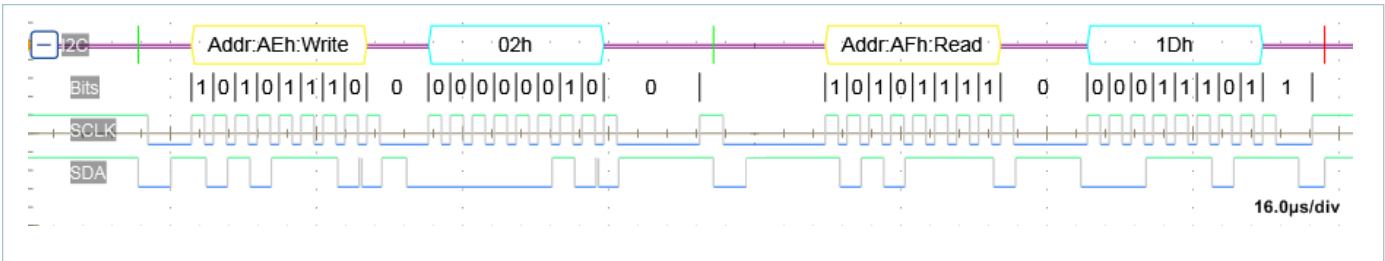 I2C Addr:AEh:Write 02h Addr:AFh:Read 1Dh
Bits |1|0|1|0|1|1|1|0| 0 |0|0|0|0|0|0|1|0| 0 | |1|0|1|0|1|1|1|1| 0 |0|0|0|1|1|1|0|1| 1 |
SCLK
SDA
16.0µs/div